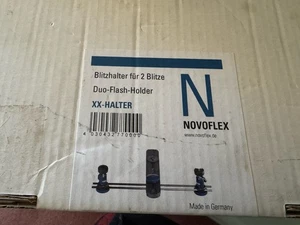 Blitzhalter für 2 Blitze
Duo-Flash-Holder
XX-HALTER
N
NOVOFLEX
www.novoflex.de
Made in Germany